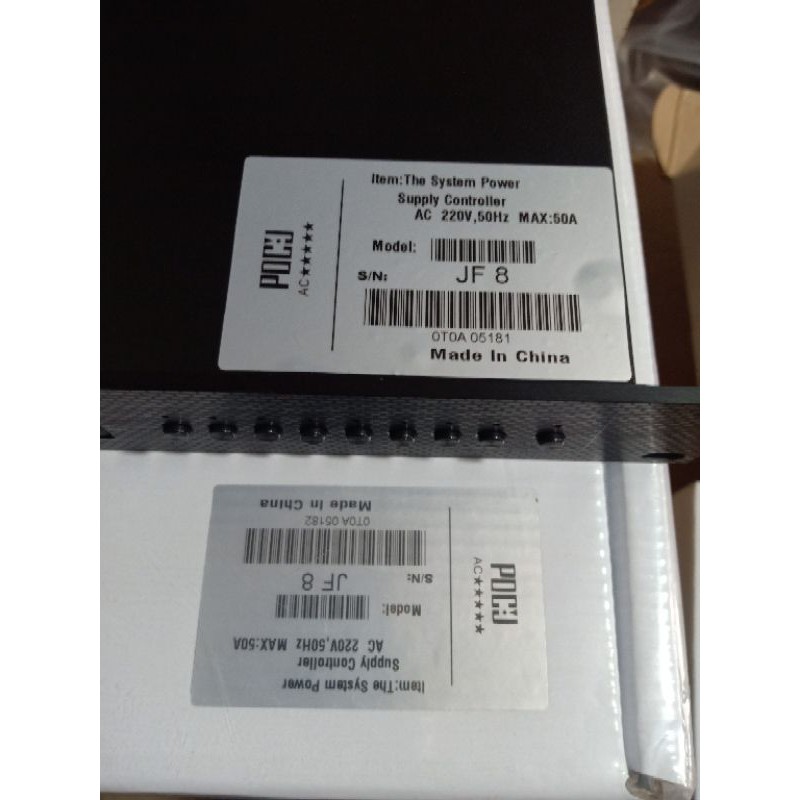 Item:The System Power
Supply Controller
AC 220V,50Hz MAX:50A
Model:
JF 8
S/N:
0T0A 05181
Made In China
AC★★★★★
Item:The System Power
Supply Controller
AC 220V,50Hz MAX:50A
Model:
JF 8
S/N:
0T0A 05182
Made In China
AC★★★★★